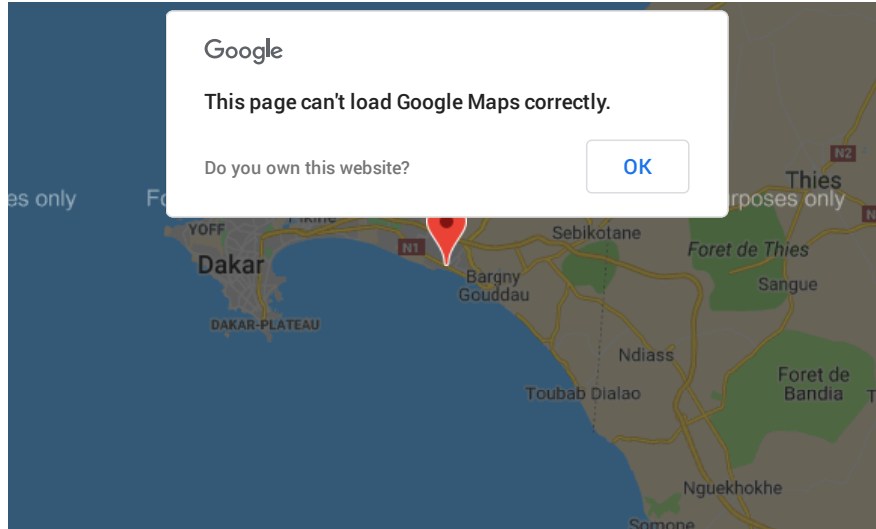 Google
This page can't load Google Maps correctly.
Do you own this website?
OK
N2
Thies
es only
Fo
rposes only
N
YOFF
N1
Sebikotane
Foret de Thies
Dakar
Bargny
Gouddau
Sangue
DAKAR-PLATEAU
Ndiass
Foret de
Bandia
Toubab Dialao
T
Nguekhokhe
Somone